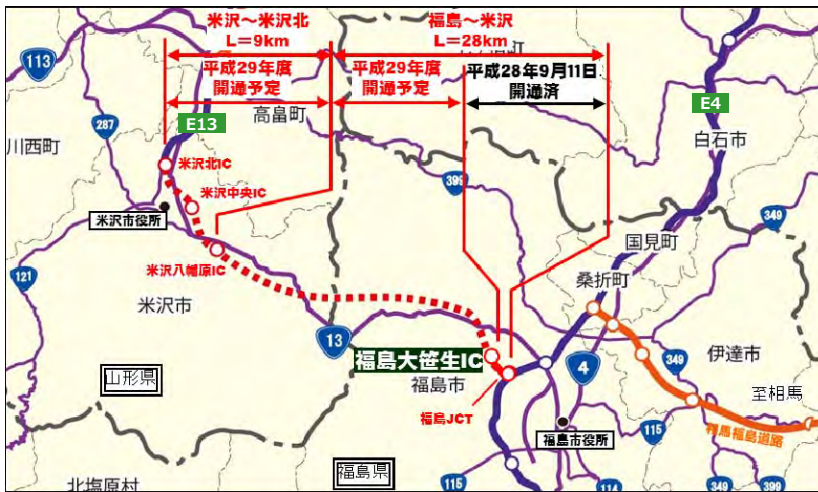 米沢~米沢北
L=9km
福島~米沢
L=28km
平成29年度
開通予定
平成29年度
開通予定
平成28年9月11日
開通済
113
E13
E4
高畠町
287
川西町
白石市
米沢北IC
米沢中央IC
399
米沢市役所
349
国見町
米沢八幡原IC
121
桑折町
米沢市
13
福島大笹生IC
4
349
伊達市
山形県
福島市
至相馬
福島JCT
相馬福島道路
115
福島市役所
福島県
115
北塩原村
114
349
399